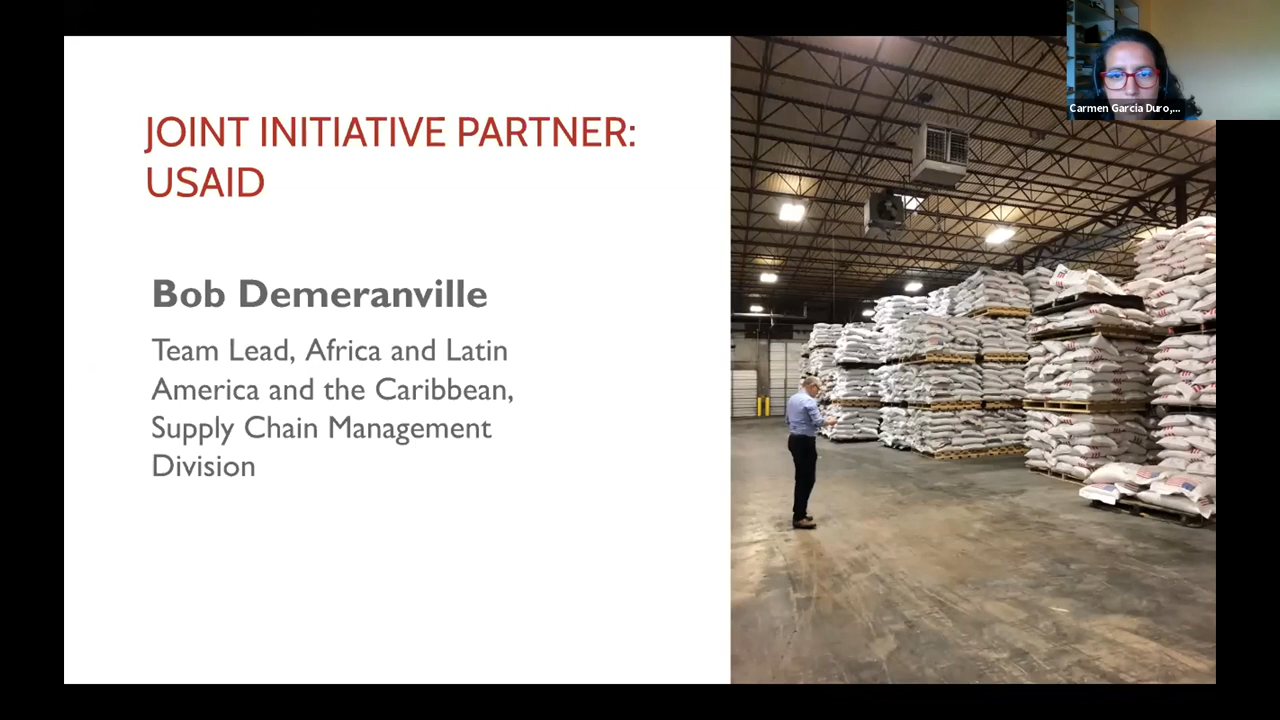 JOINT INITIATIVE PARTNER:
USAID
Bob Demeranville
Team Lead, Africa and Latin
America and the Caribbean,
Supply Chain Management
Division
Carmen Garcia Duro,...